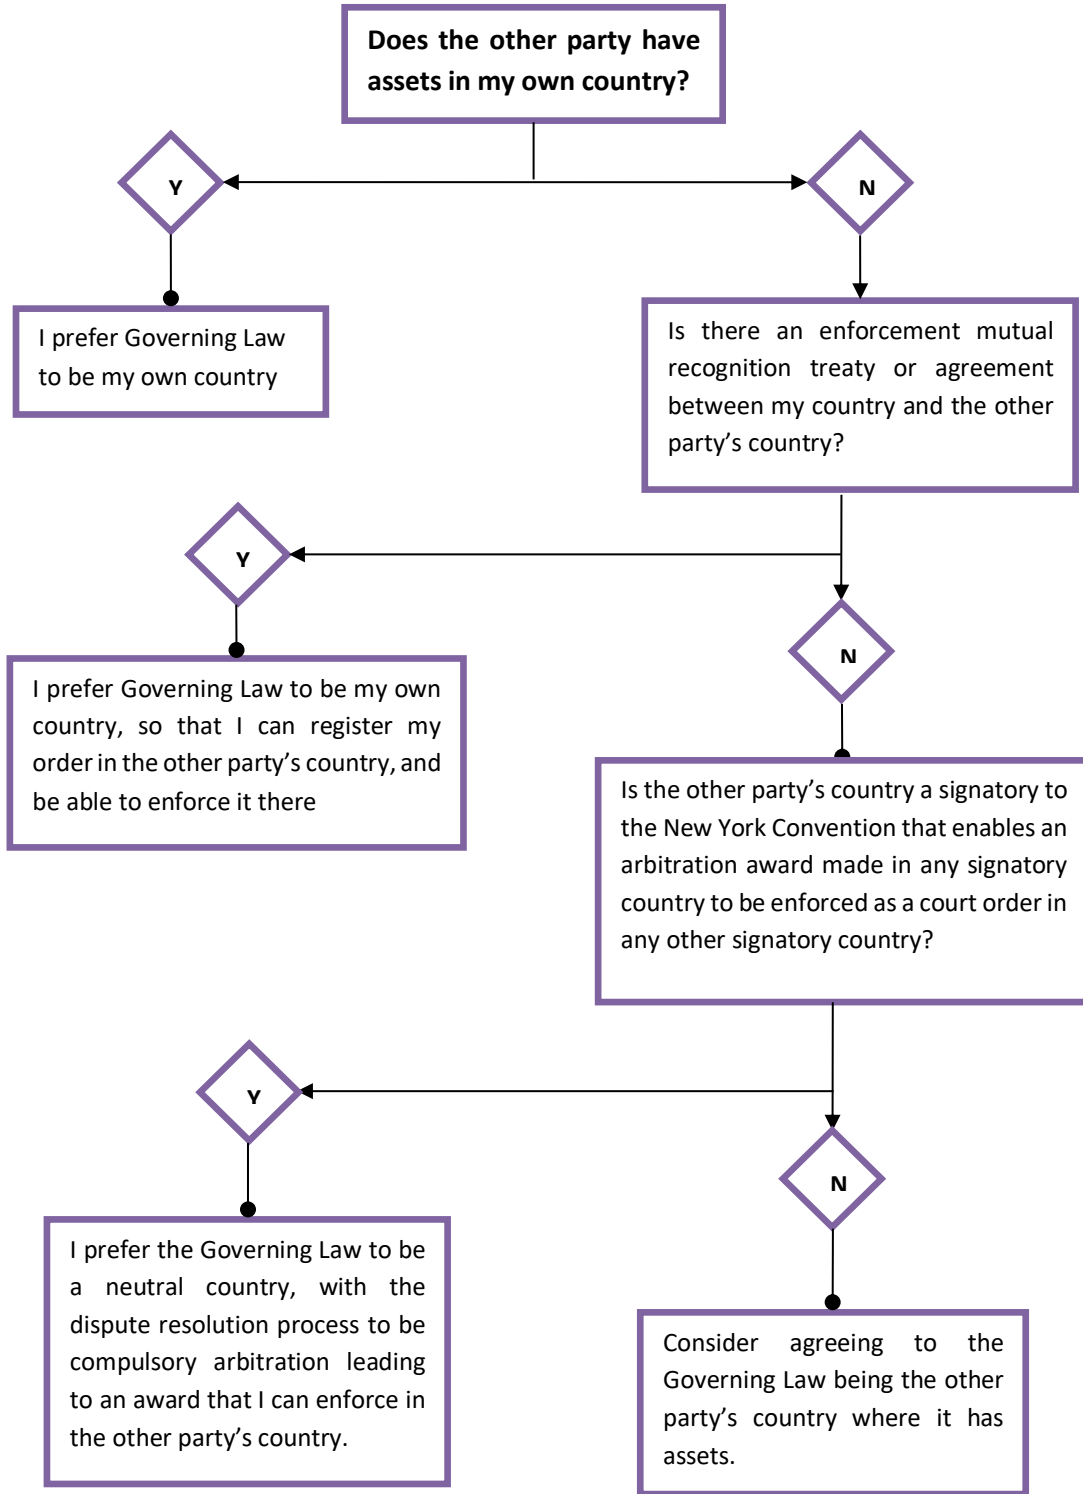 Does the other party have
assets in my own country?
Y
N
I prefer Governing Law
to be my own country
Is there an enforcement mutual
recognition treaty or agreement
between my country and the other
party’s country?
Y
N
I prefer Governing Law to be my own
country, so that I can register my
order in the other party’s country, and
be able to enforce it there
Is the other party’s country a signatory to
the New York Convention that enables an
arbitration award made in any signatory
country to be enforced as a court order in
any other signatory country?
Y
N
I prefer the Governing Law to be
a neutral country, with the
dispute resolution process to be
compulsory arbitration leading
to an award that I can enforce in
the other party’s country.
Consider agreeing to the
Governing Law being the other
party’s country where it has
assets.